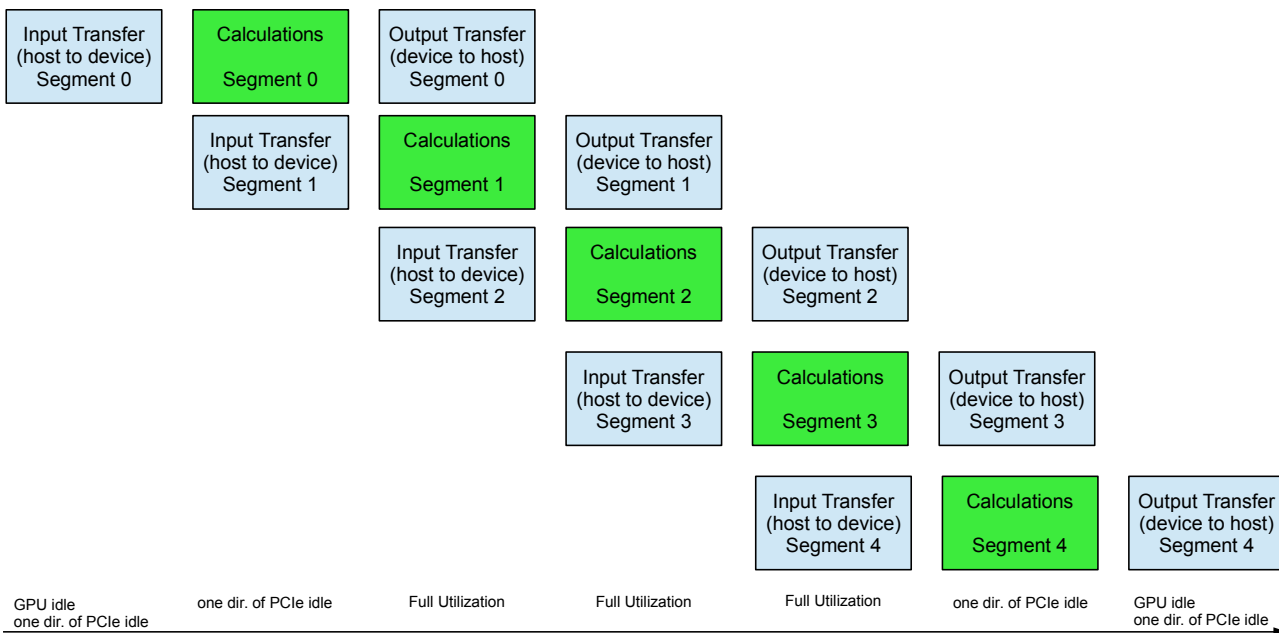 Input Transfer
(host to device)
Segment 0
Calculations
Segment 0
Output Transfer
(device to host)
Segment 0
Input Transfer
(host to device)
Segment 1
Calculations
Segment 1
Output Transfer
(device to host)
Segment 1
Input Transfer
(host to device)
Segment 2
Calculations
Segment 2
Output Transfer
(device to host)
Segment 2
Input Transfer
(host to device)
Segment 3
Calculations
Segment 3
Output Transfer
(device to host)
Segment 3
Input Transfer
(host to device)
Segment 4
Calculations
Segment 4
Output Transfer
(device to host)
Segment 4
GPU idle
one dir. of PCIe idle
one dir. of PCIe idle
Full Utilization
Full Utilization
Full Utilization
one dir. of PCIe idle
GPU idle
one dir. of PCIe idle